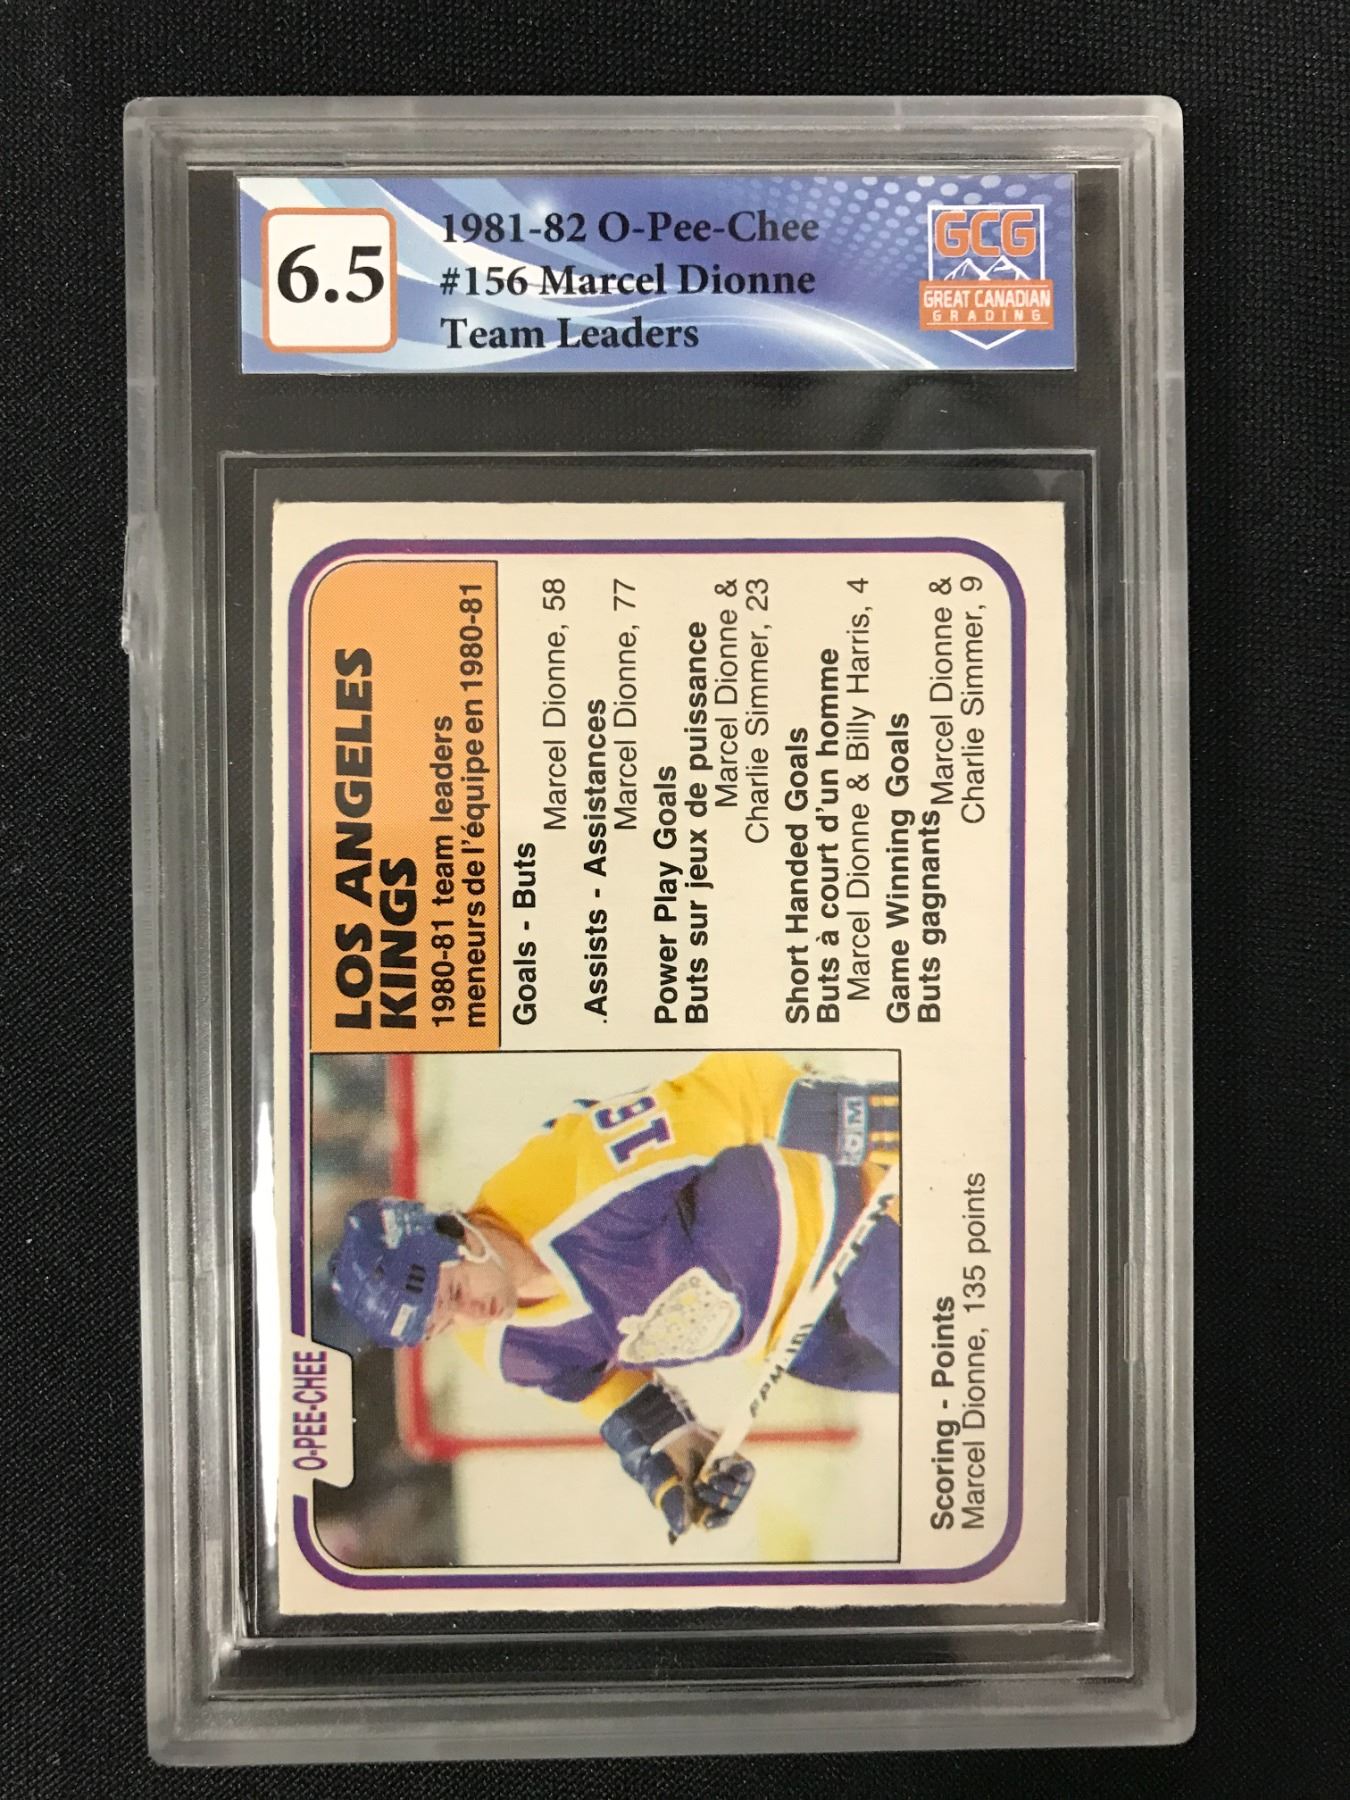 6.5
1981-82 O-Pee-Chee
#156 Marcel Dionne
Team Leaders
GCG
GREAT CANADIAN
GRADING
O-PEE-CHEE
LOS ANGELES
KINGS
1980-81 team leaders
meneurs de l'équipe en 1980-81
Goals - Buts
Marcel Dionne, 58
.Assists - Assistances
Marcel Dionne, 77
Power Play Goals
Buts sur jeux de puissance
Marcel Dionne &
Charlie Simmer, 23
Short Handed Goals
Buts à court d'un homme
Marcel Dionne & Billy Harris, 4
Game Winning Goals
Buts gagnants
Marcel Dionne &
Charlie Simmer, 9
16
Scoring - Points
Marcel Dionne, 135 points